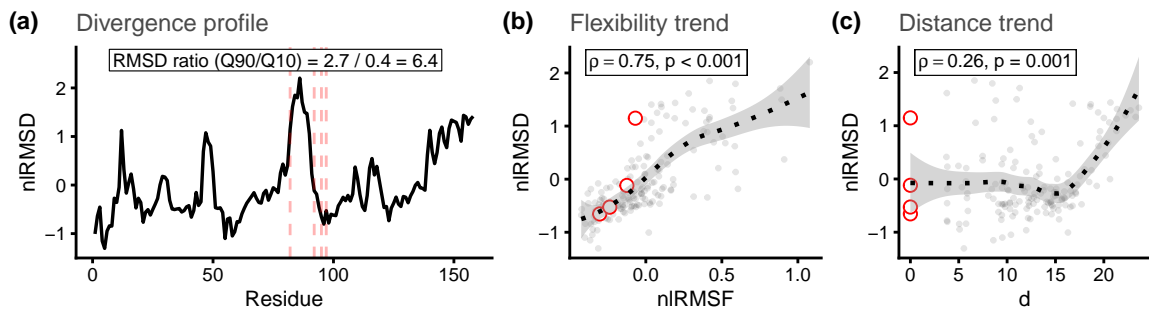 (a) Divergence profile
RMSD ratio (Q90/Q10) = 2.7 / 0.4 = 6.4
nlRMSD
2
1
0
−1
0 50 100 150
Residue
(b) Flexibility trend
ρ = 0.75, p < 0.001
nlRMSD
2
1
0
−1
0.0 0.5 1.0
nlRMSF
(c) Distance trend
ρ = 0.26, p = 0.001
nlRMSD
2
1
0
−1
0 5 10 15 20
d